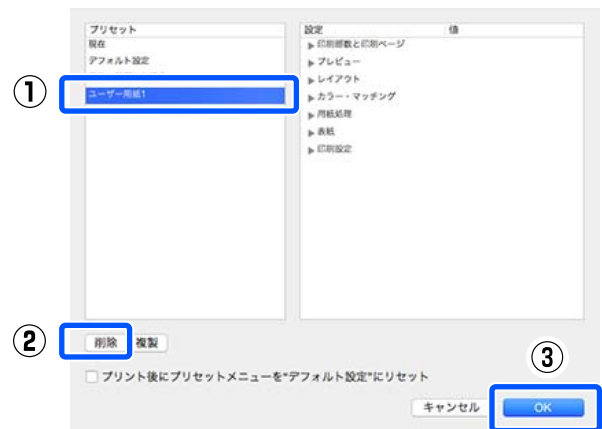 プリセット
現在
デフォルト設定
① ユーザー用紙1
設定 値
▶ 印刷部数と印刷ページ
▶ プレビュー
▶ レイアウト
▶ カラー・マッチング
▶ 用紙処理
▶ 表紙
▶ 印刷設定
② 削除 複製
プリント後にプリセットメニューを"デフォルト設定"にリセット
③
キャンセル OK